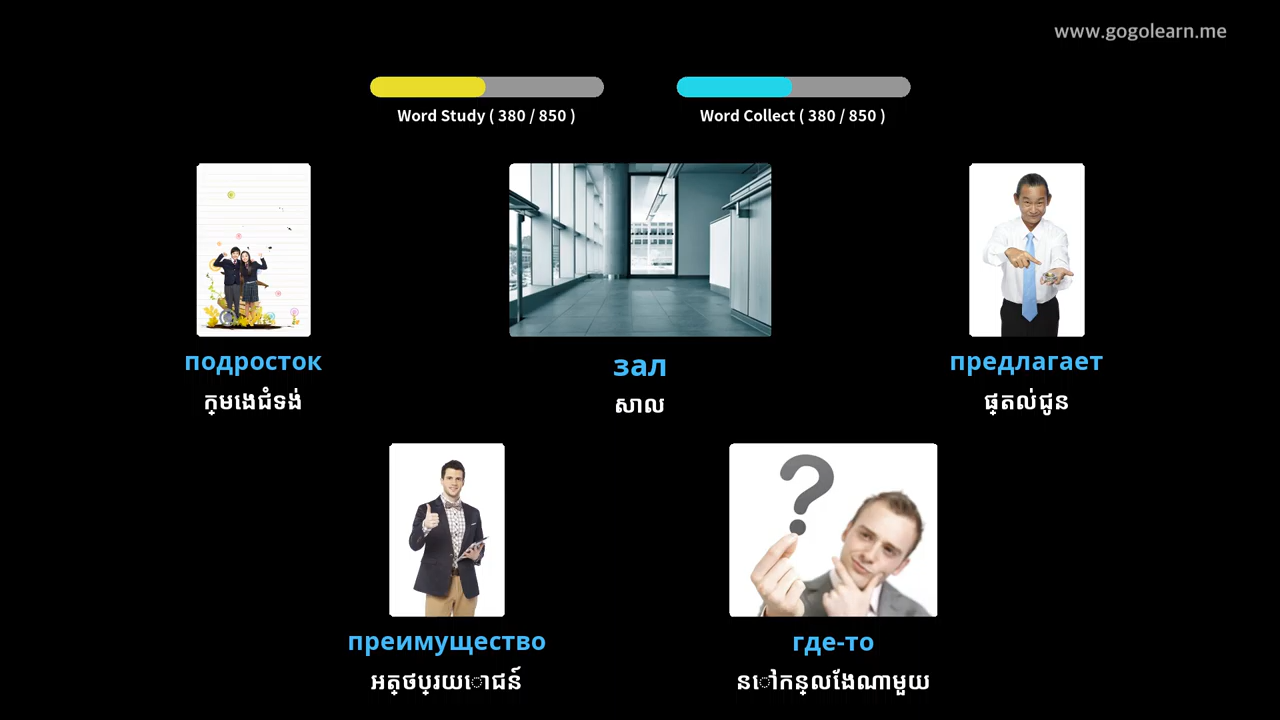 www.gogolearn.me
Word Study ( 380 / 850 )
Word Collect ( 380 / 850 )
подросток
ក្មេងជំទង់
зал
សាល
предлагает
ផ្តល់ជូន
преимущество
អត្ថប្រយោជន៍
где-то
នៅកន្លែងណាមួយ